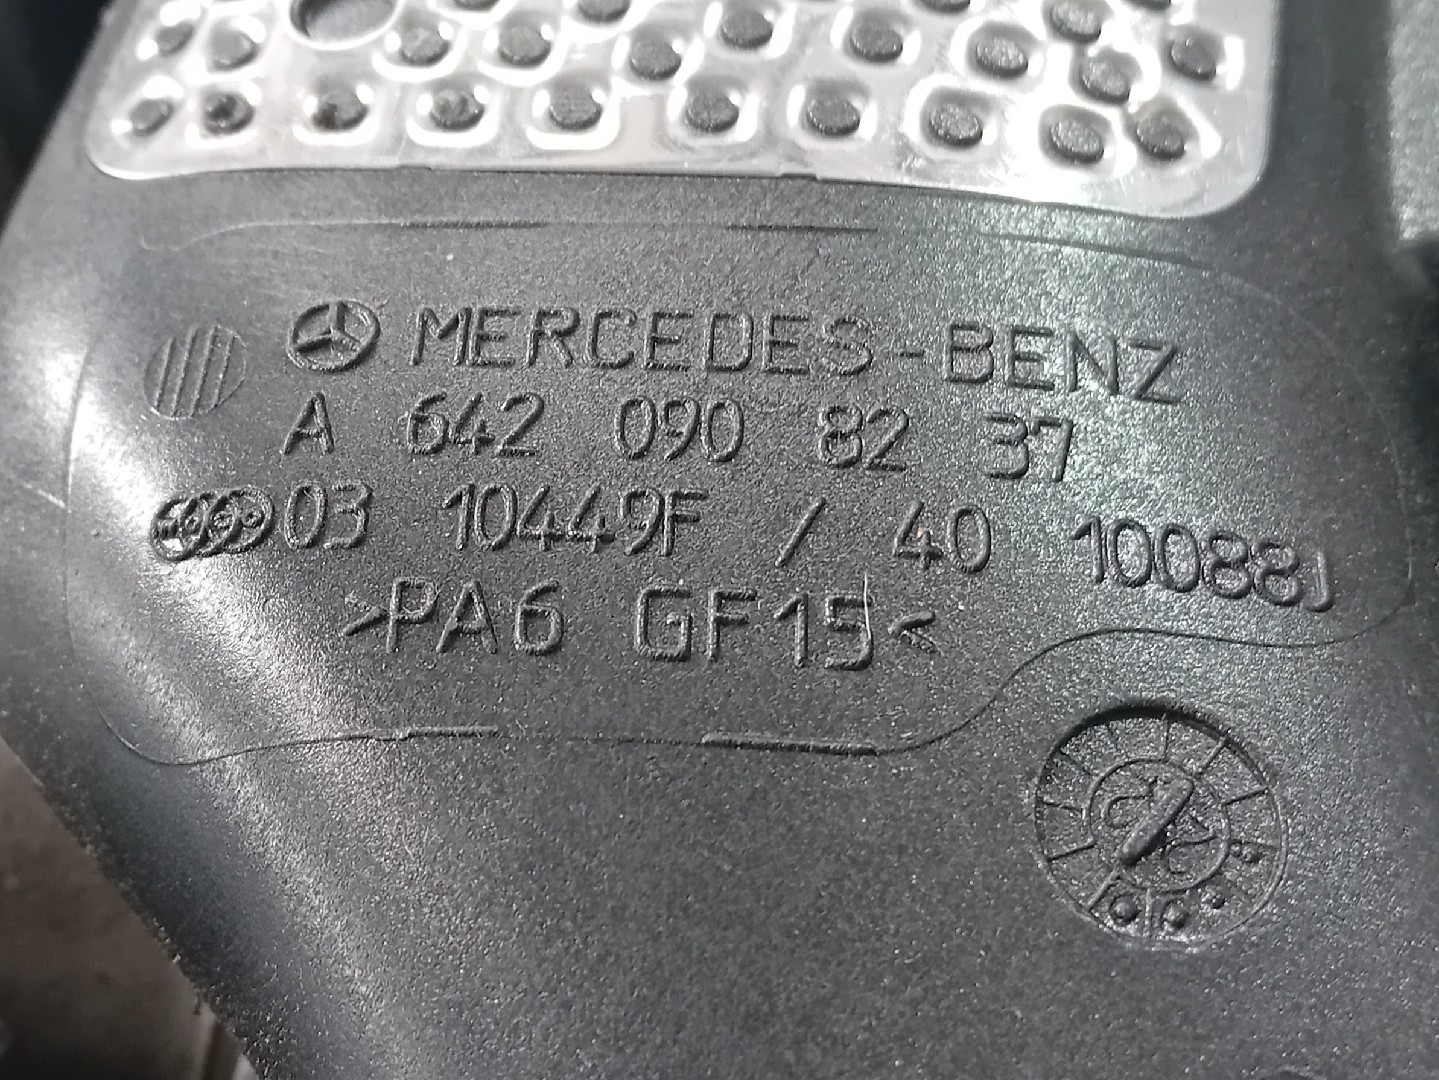 MERCEDES-BENZ
A 642 090 82 37
03 10449F / 40 10088J
>PA6 GF15<